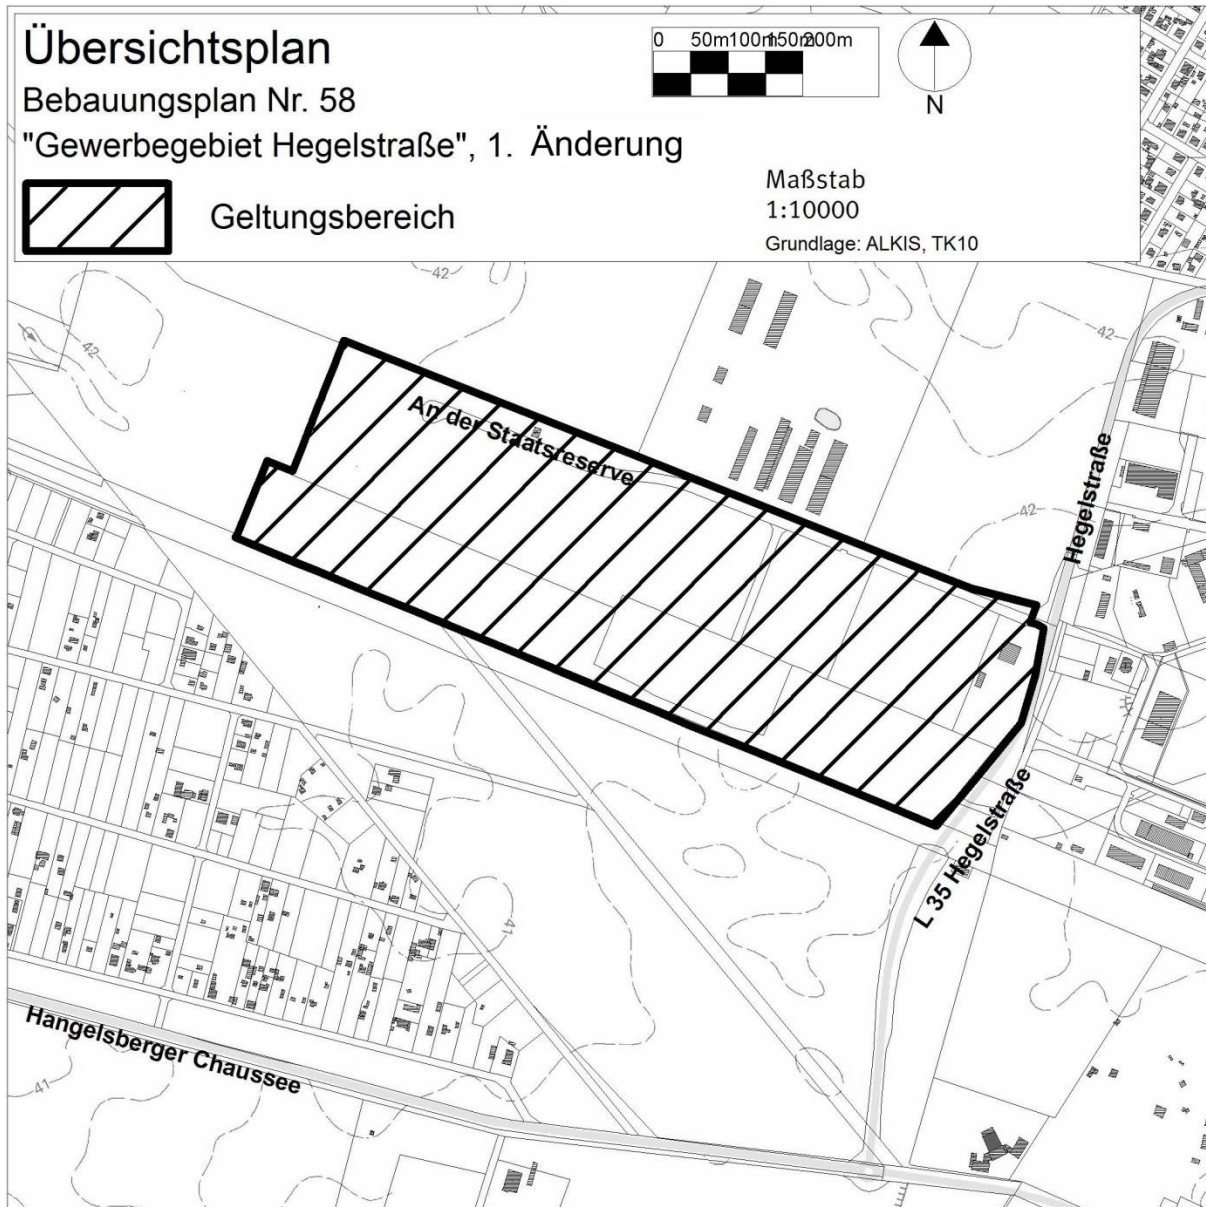 Übersichtsplan
Bebauungsplan Nr. 58
"Gewerbegebiet Hegelstraße", 1. Änderung
Geltungsbereich
0 50m 100m 150m 200m
N
Maßstab
1:10000
Grundlage: ALKIS, TK10
42
42
42
An der Staatsreserve
42
Hegelstraße
L 35 Hegelstraße
41
Hangelsberger Chaussee
41